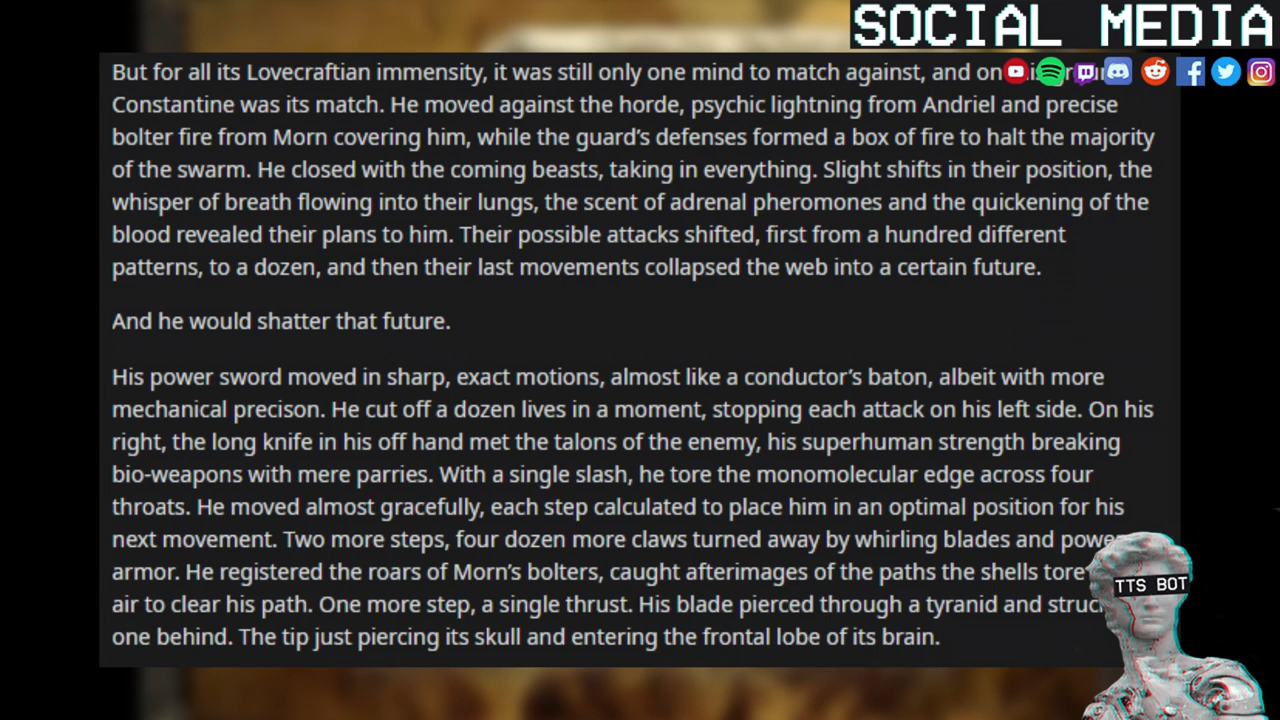 SOCIAL MEDIA
But for all its Lovecraftian immensity, it was still only one mind to match against, and on
Constantine was its match. He moved against the horde, psychic lightning from Andriel and precise
bolter fire from Morn covering him, while the guard's defenses formed a box of fire to halt the majority
of the swarm. He closed with the coming beasts, taking in everything. Slight shifts in their position, the
whisper of breath flowing into their lungs, the scent of adrenal pheromones and the quickening of the
blood revealed their plans to him. Their possible attacks shifted, first from a hundred different
patterns, to a dozen, and then their last movements collapsed the web into a certain future.
And he would shatter that future.
His power sword moved in sharp, exact motions, almost like a conductor's baton, albeit with more
mechanical precison. He cut off a dozen lives in a moment, stopping each attack on his left side. On his
right, the long knife in his off hand met the talons of the enemy, his superhuman strength breaking
bio-weapons with mere parries. With a single slash, he tore the monomolecular edge across four
throats. He moved almost gracefully, each step calculated to place him in an optimal position for his
next movement. Two more steps, four dozen more claws turned away by whirling blades and power
armor. He registered the roars of Morn's bolters, caught afterimages of the paths the shells tore
air to clear his path. One more step, a single thrust. His blade pierced through a tyranid and struck
one behind. The tip just piercing its skull and entering the frontal lobe of its brain.
TTS BOT